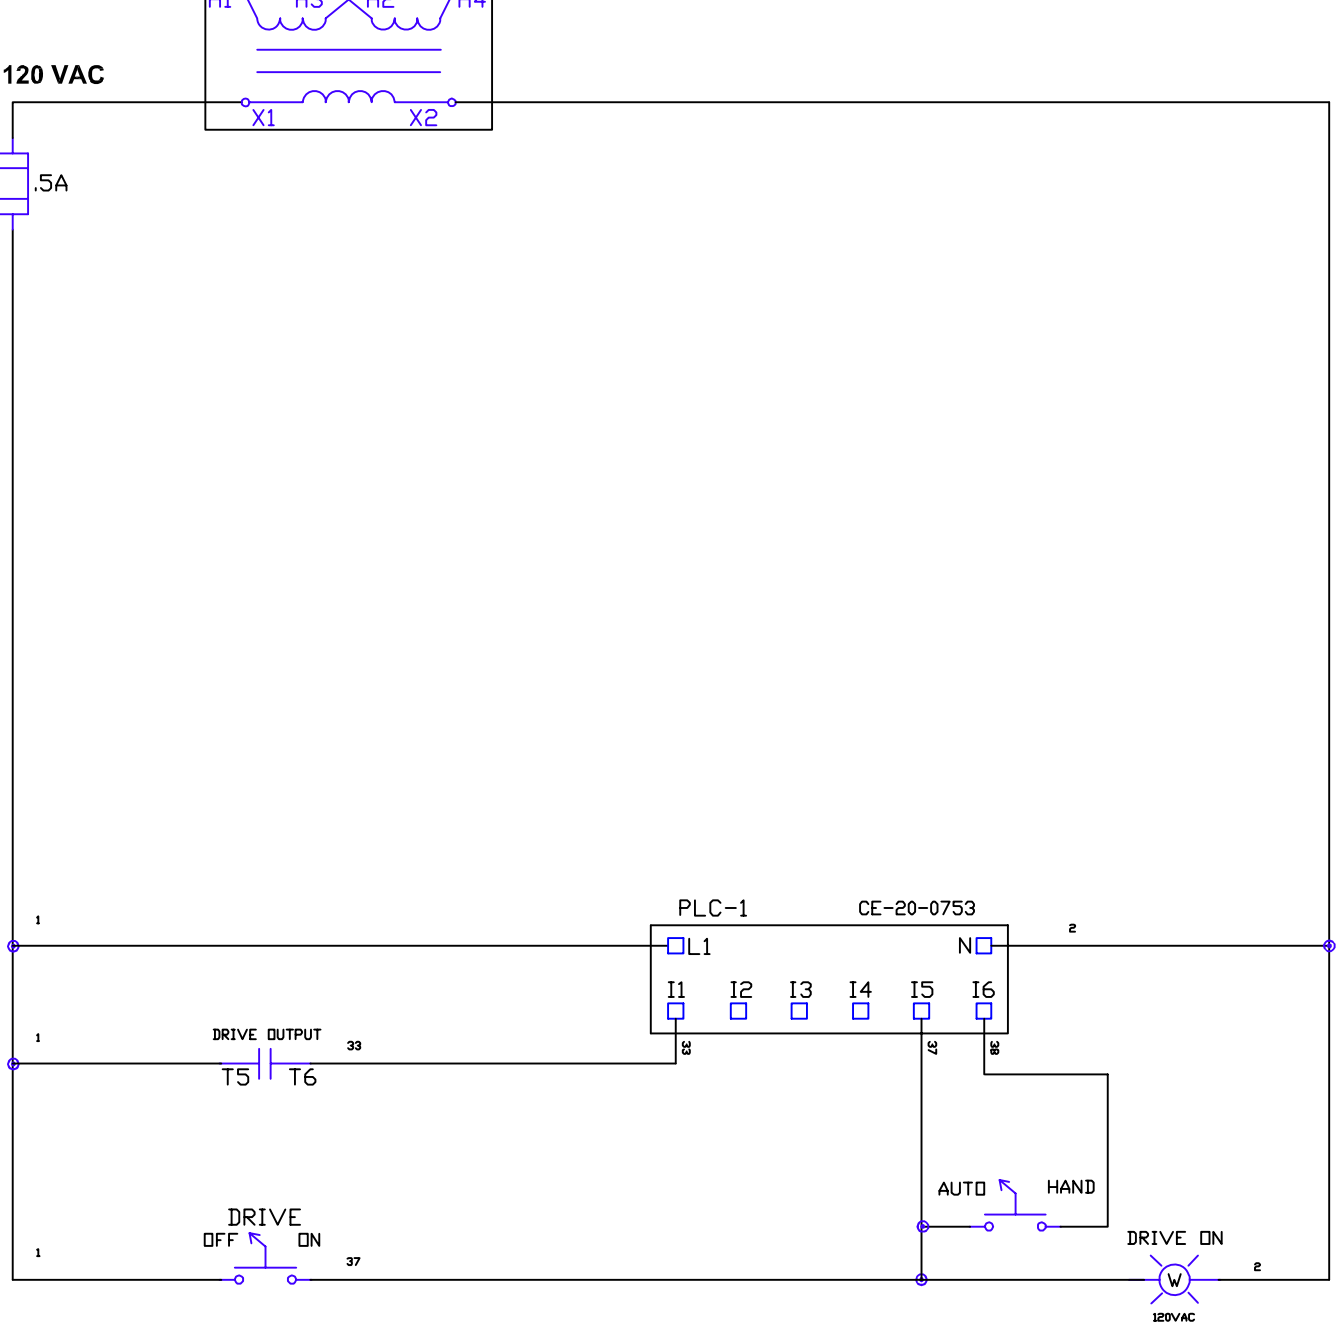 H1 H3 H2 H4
120 VAC
X1 X2
.5A
PLC-1 CE-20-0753
1
2
L1 N
I1 I2 I3 I4 I5 I6
1
DRIVE OUTPUT
33
33
37
38
T5 T6
AUTO HAND
DRIVE
OFF ON
DRIVE ON
1
37
2
W
120VAC